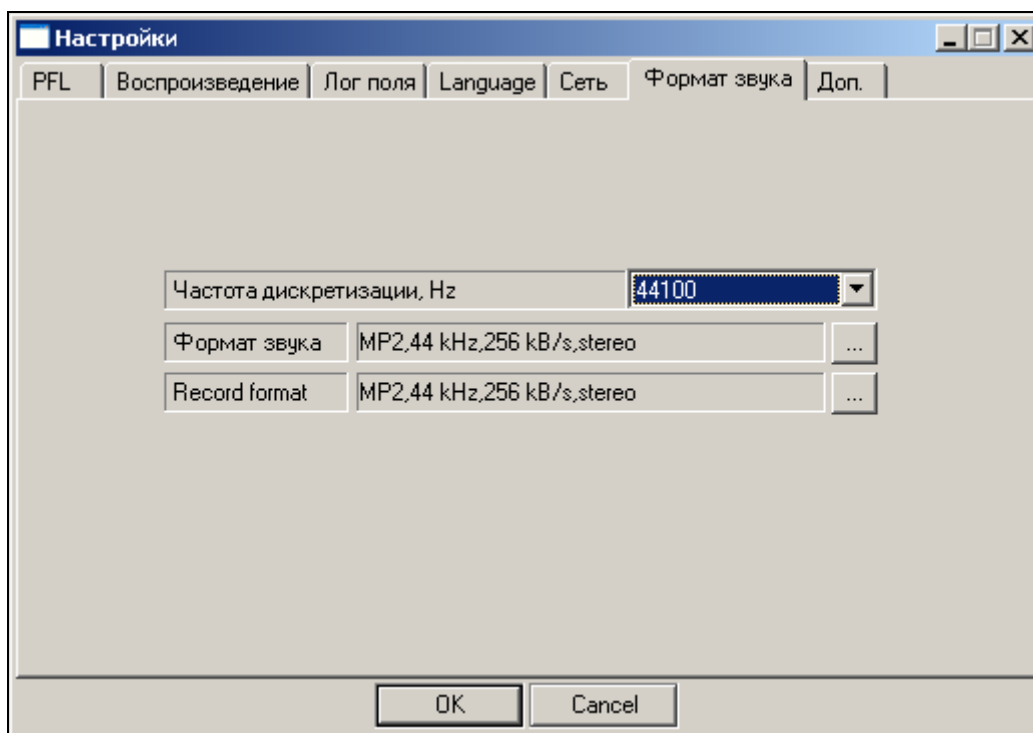 Настройки
PFL Воспроизведение Лог поля Language Сеть Формат звука Доп.
Частота дискретизации, Hz 44100
Формат звука MP2,44 kHz,256 kB/s,stereo ...
Record format MP2,44 kHz,256 kB/s,stereo ...
OK Cancel